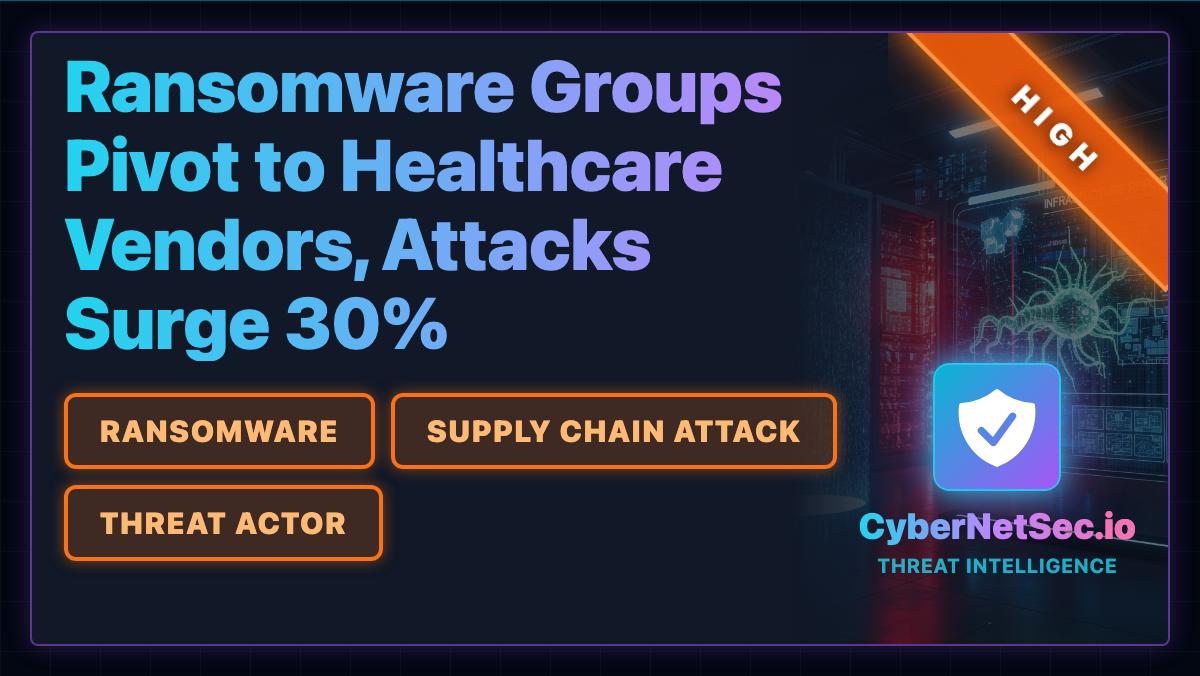 Ransomware Groups
Pivot to Healthcare
Vendors, Attacks
Surge 30%
HIGH
RANSOMWARE
SUPPLY CHAIN ATTACK
THREAT ACTOR
CyberNetSec.io
THREAT INTELLIGENCE